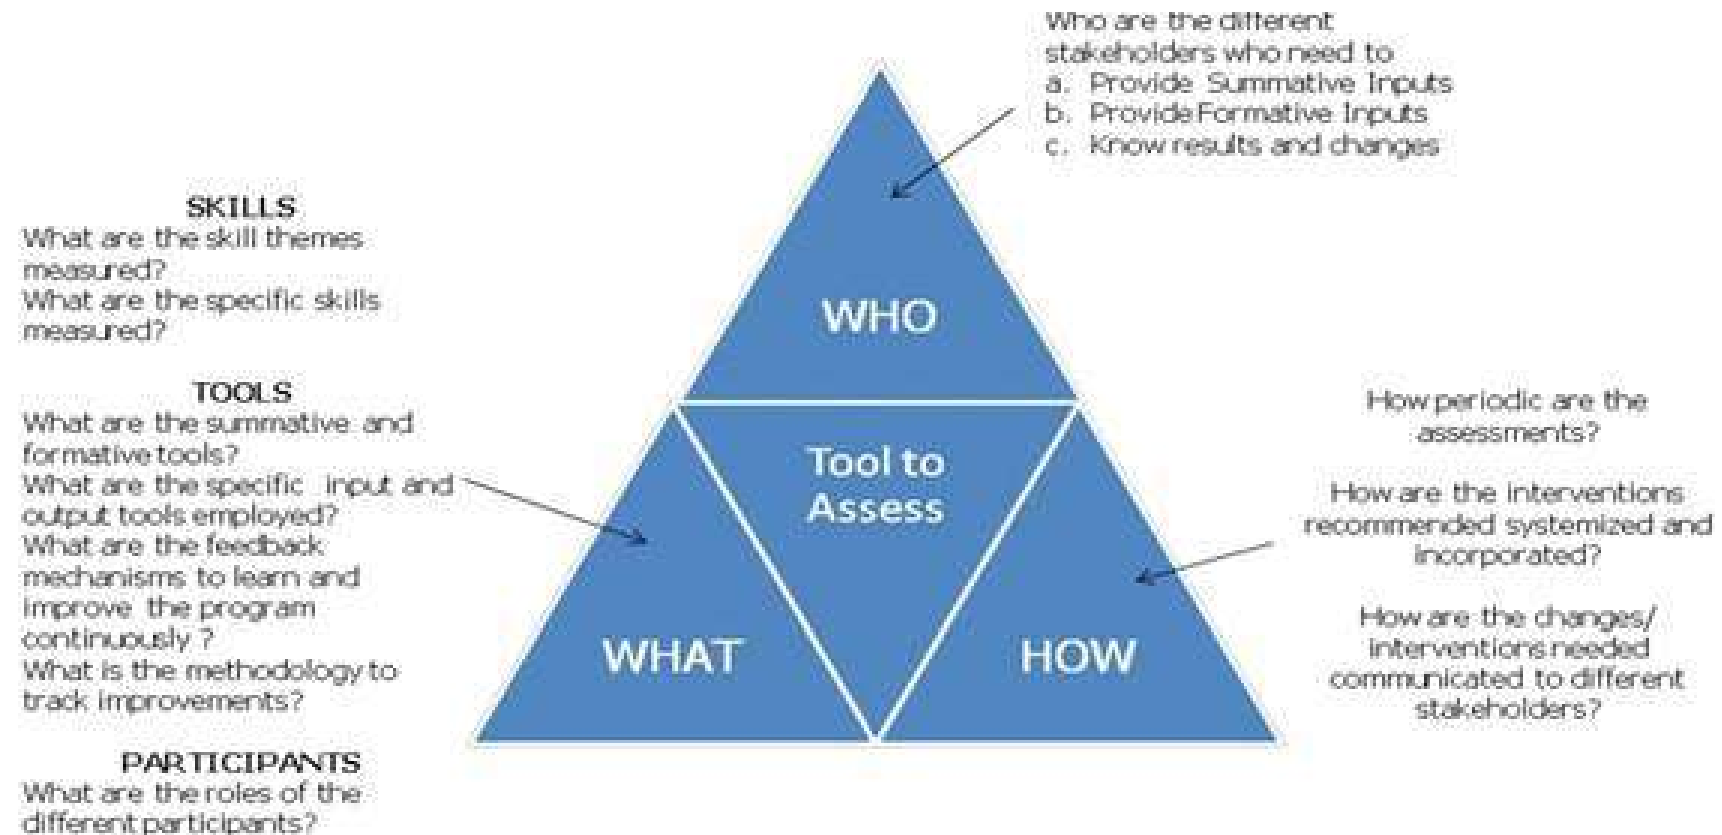 Who are the different
stakeholders who need to
a. Provide Summative Inputs
b. Provide Formative Inputs
c. Know results and changes
SKILLS
What are the skill themes
measured?
What are the specific skills
measured?
TOOLS
What are the summative and
formative tools?
What are the specific input and
output tools employed?
What are the feedback
mechanisms to learn and
improve the program
continuously ?
What is the methodology to
track improvements?
PARTICIPANTS
What are the roles of the
different participants?
WHO
Tool to
Assess
WHAT
HOW
How periodic are the
assessments?
How are the interventions
recommended systemized and
incorporated?
How are the changes/
interventions needed
communicated to different
stakeholders?